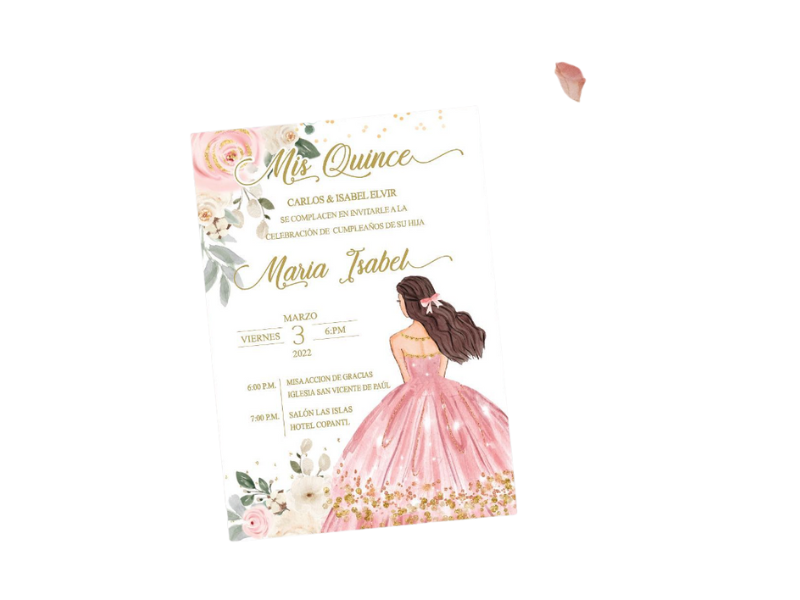 Mis Quince
CARLOS & ISABEL ELVIR
SE COMPLACEN EN INVITARLE A LA
CELEBRACIÓN DE CUMPLEAÑOS DE SU HIJA
Maria Isabel
MARZO
VIERNES 3 6:PM
2022
6:00 P.M. MISA ACCION DE GRACIAS
IGLESIA SAN VICENTE DE PAÚL
7:00 P.M. SALÓN LAS ISLAS
HOTEL COPANTL